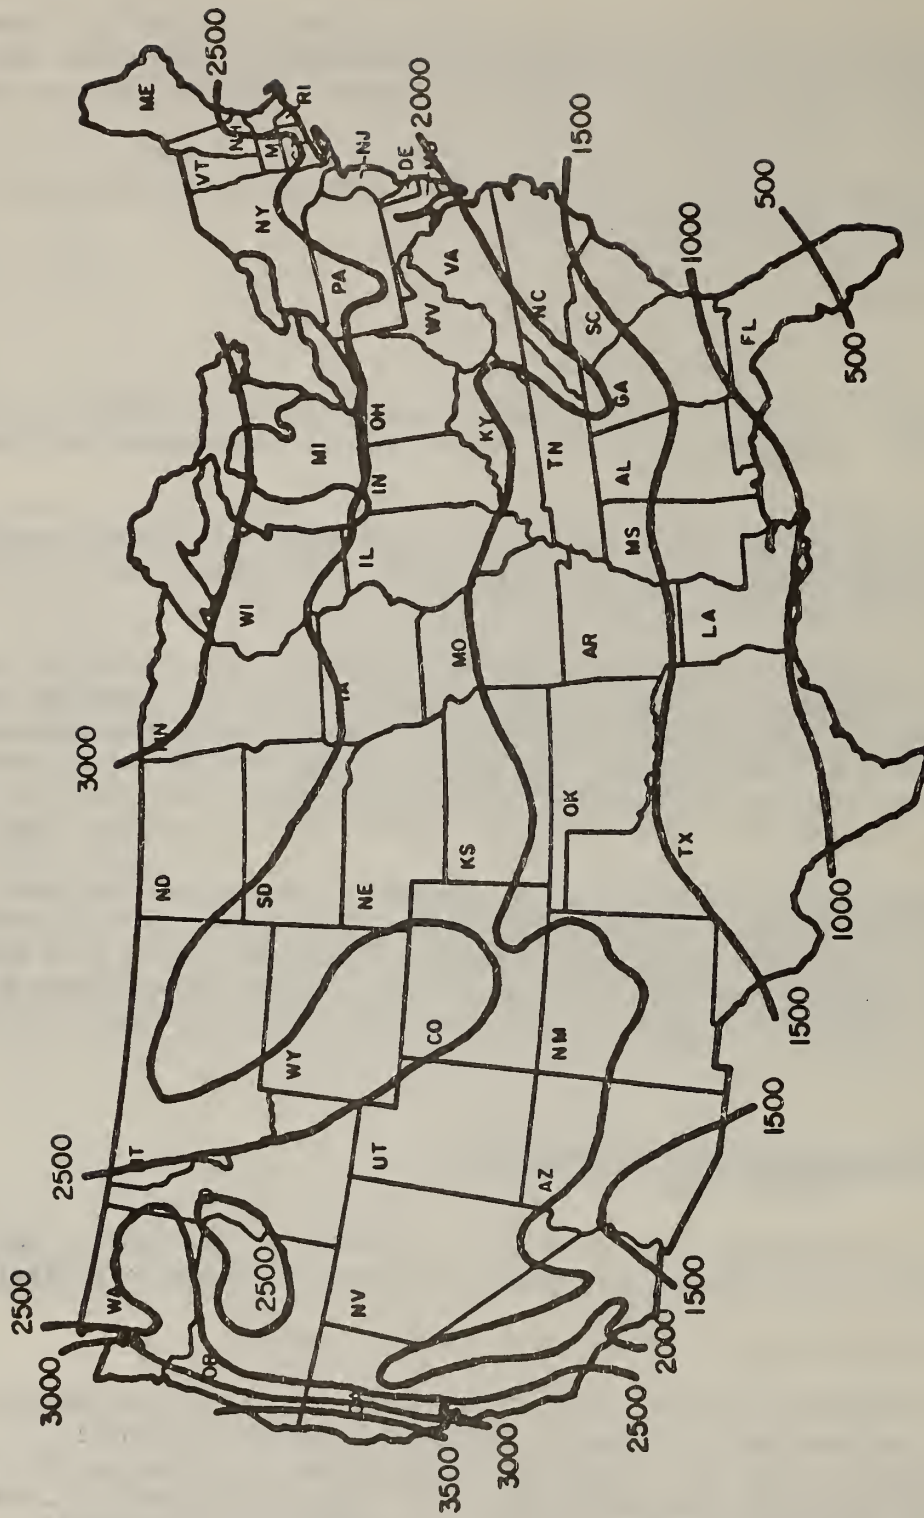 3000
2500
2500
3000
2500
WA
MT
ND
MN
WI
MI
NY
VT
ME
RI
NJ
DE
2000
1500
OR
2500
WY
SD
IA
IL
IN
OH
PA
WV
VA
NV
UT
CO
NE
KS
MO
KY
TN
NC
SC
AZ
NM
OK
TX
AR
LA
MS
AL
GA
FL
1000
500
500
3500
3000
2500
2000
1500
1500
1500
1000